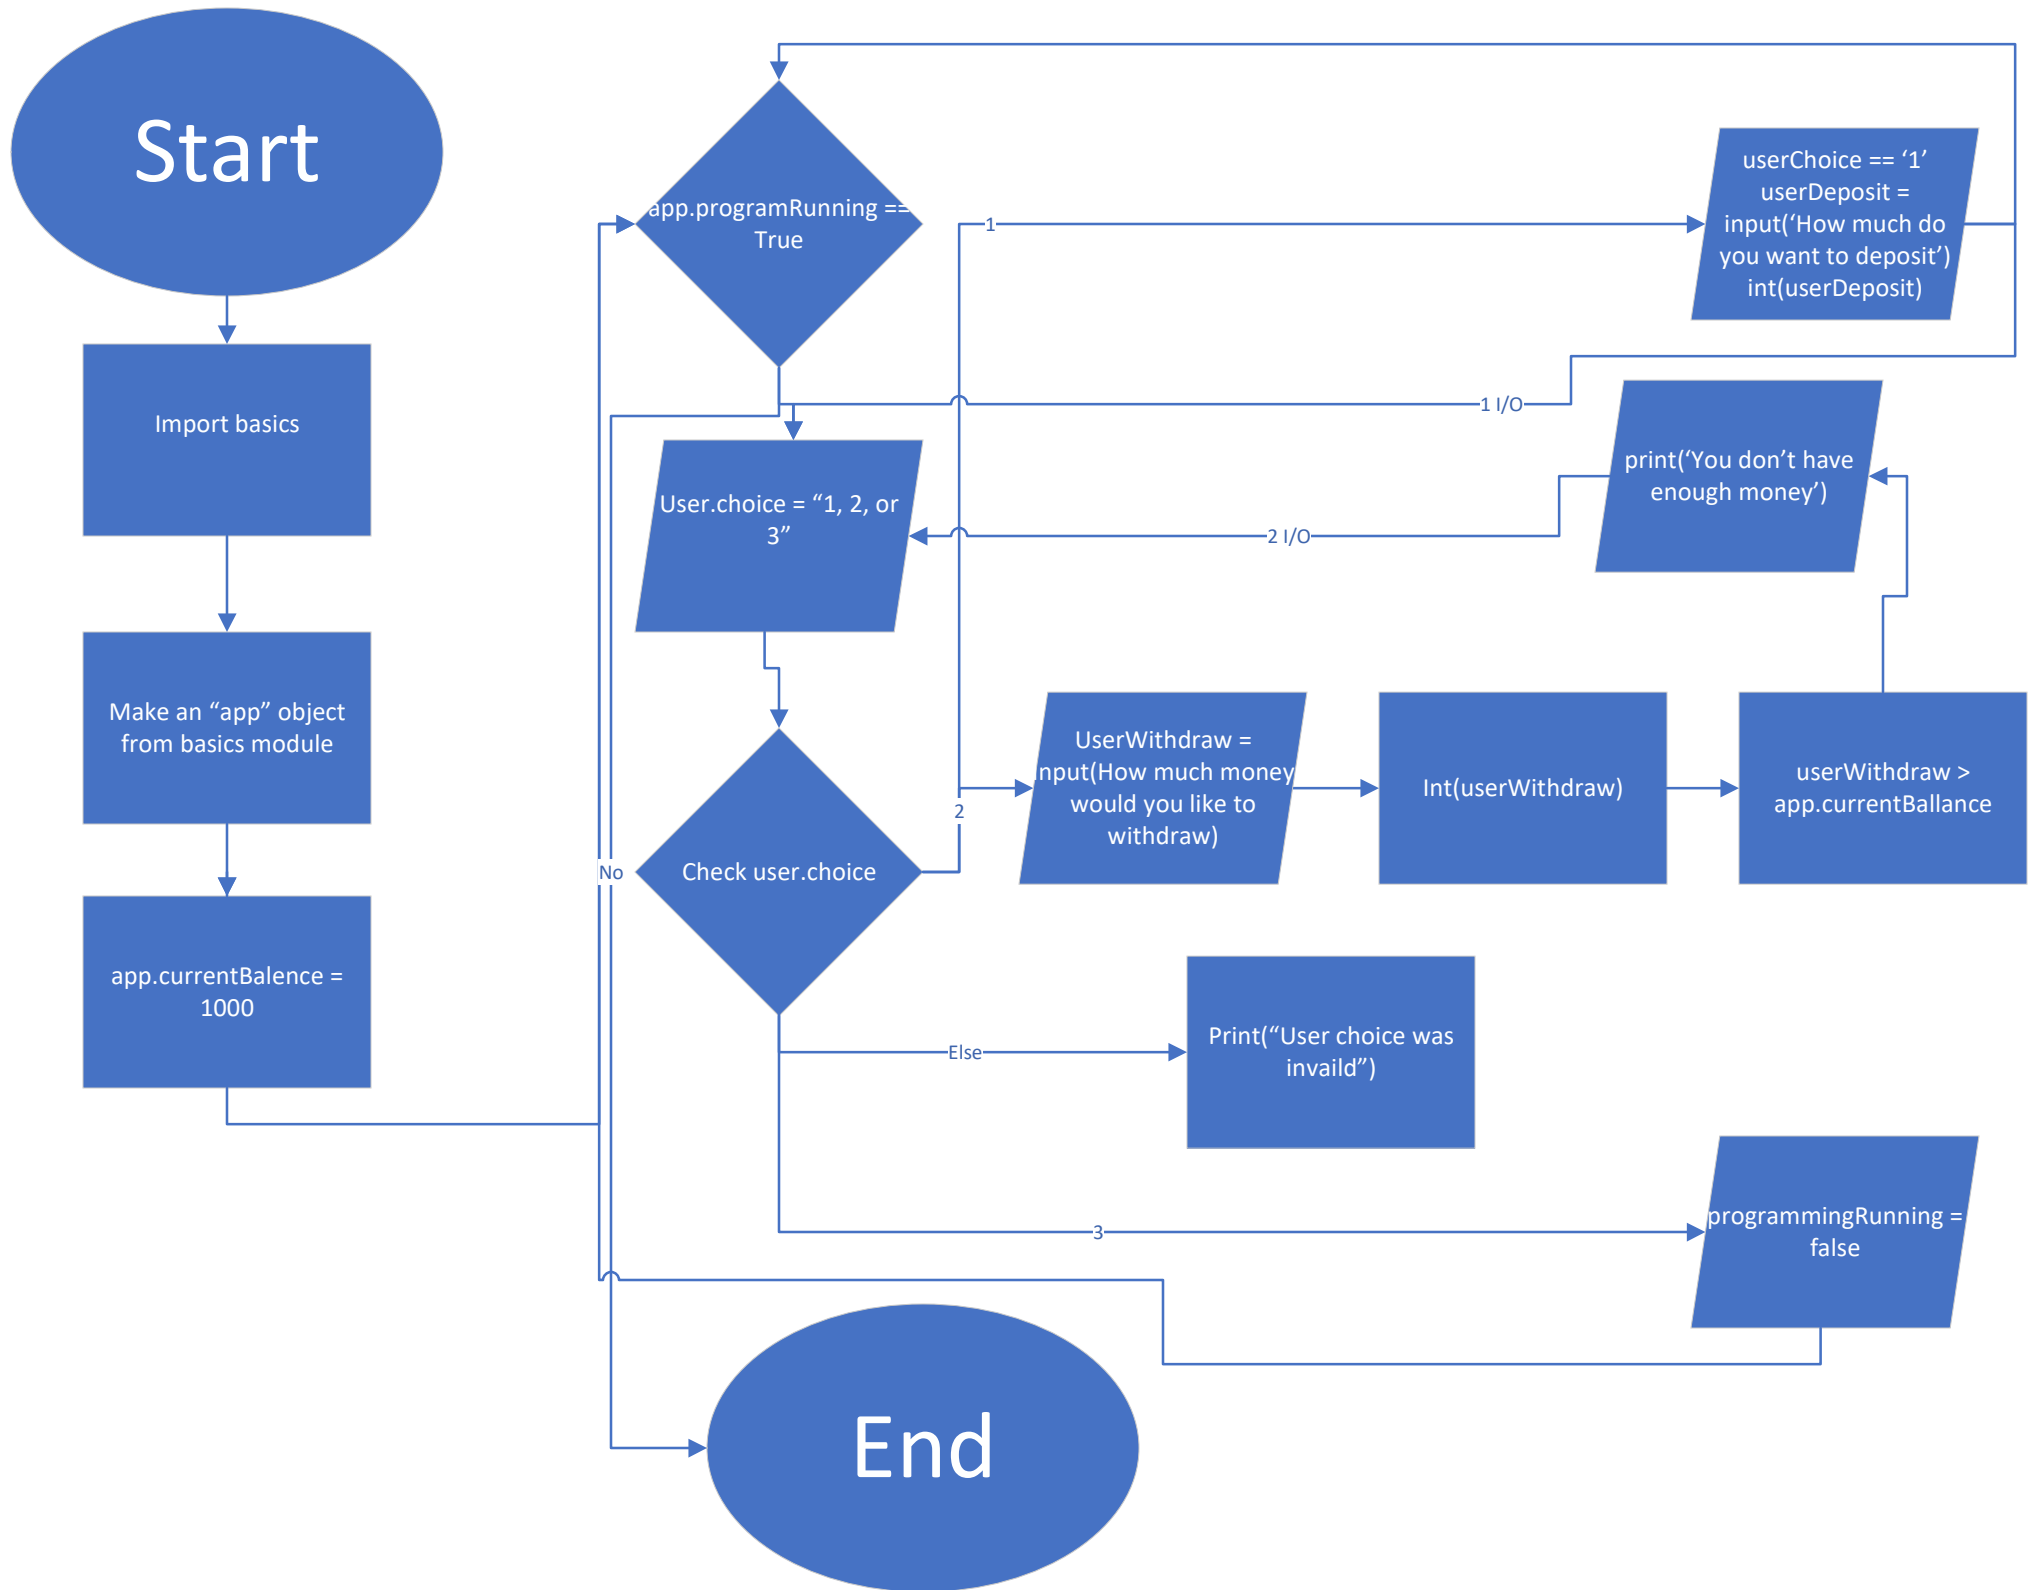 Start
Import basics
Make an “app” object
from basics module
app.currentBalence =
1000
app.programRunning ==
True
User.choice = “1, 2, or
3”
Check user.choice
No
1
userChoice == ‘1’
userDeposit =
input(‘How much do
you want to deposit’)
int(userDeposit)
1 I/O
print(‘You don’t have
enough money’)
2 I/O
2
UserWithdraw =
input(How much money
would you like to
withdraw)
Int(userWithdraw)
userWithdraw >
app.currentBallance
Else
Print(“User choice was
invaild”)
3
programmingRunning =
false
End